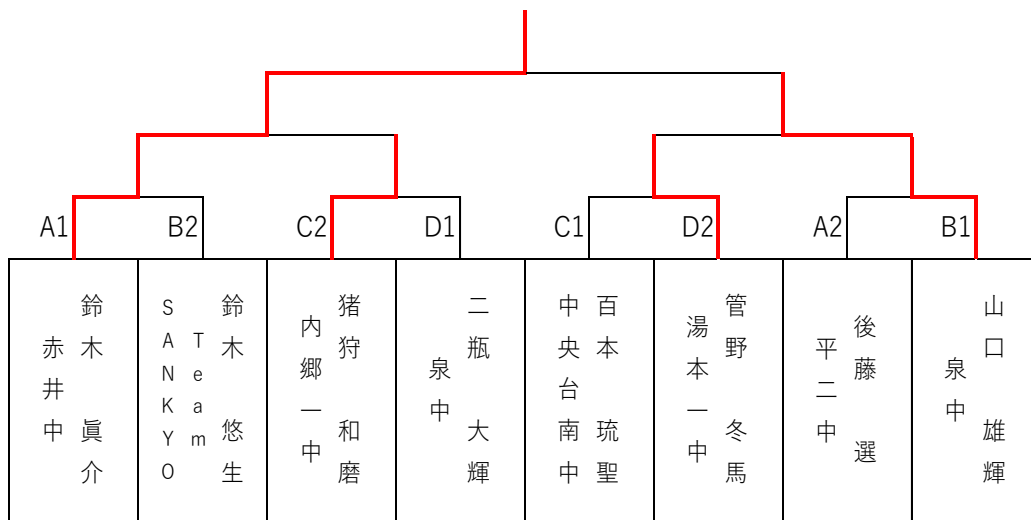 A1
B2
C2
D1
C1
D2
A2
B1
鈴木 眞介
赤井中
鈴木 悠生
Team
SANKYO
猪狩 和磨
内郷一中
二瓶 大輝
泉中
百本 琉聖
中央台南中
管野 冬馬
湯本一中
後藤 選
平二中
山口 雄輝
泉中